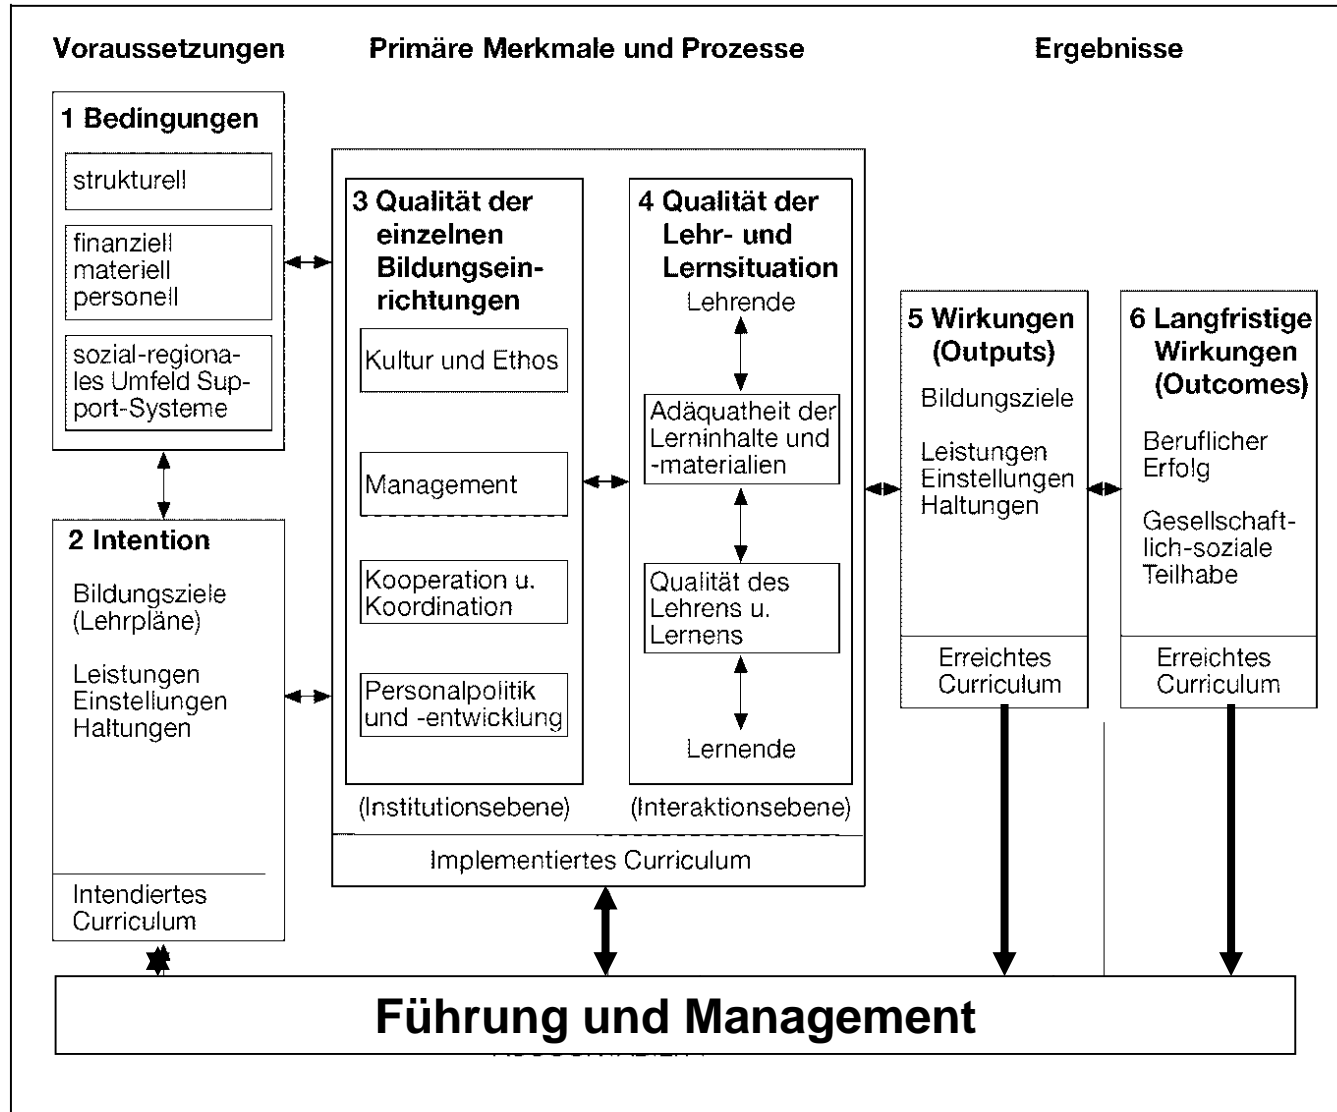 Voraussetzungen
Primäre Merkmale und Prozesse
Ergebnisse
1 Bedingungen
strukturell
finanziell
materiell
personell
sozial-regiona-
les Umfeld Sup-
port-Systeme
2 Intention
Bildungsziele
(Lehrpläne)
Leistungen
Einstellungen
Haltungen
Intendiertes
Curriculum
3 Qualität der
einzelnen
Bildungsein-
richtungen
Kultur und Ethos
Management
Kooperation u.
Koordination
Personalpolitik
und -entwicklung
(Institutionsebene)
4 Qualität der
Lehr- und
Lernsituation
Lehrende
Adäquatheit der
Lerninhalte und
-materialien
Qualität des
Lehrens u.
Lernens
Lernende
(Interaktionsebene)
Implementiertes Curriculum
5 Wirkungen
(Outputs)
Bildungsziele
Leistungen
Einstellungen
Haltungen
Erreichtes
Curriculum
6 Langfristige
Wirkungen
(Outcomes)
Beruflicher
Erfolg
Gesellschaft-
lich-soziale
Teilhabe
Erreichtes
Curriculum
Führung und Management